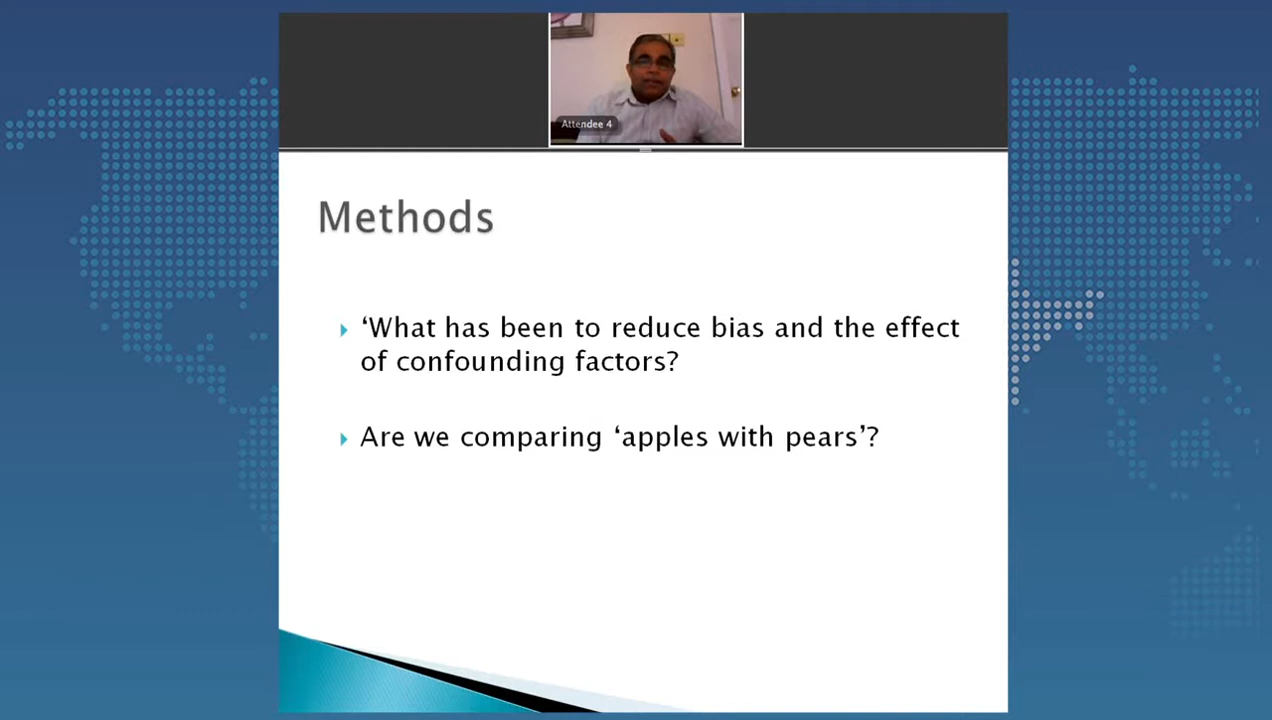 Attendee 4
Methods
‘What has been to reduce bias and the effect
of confounding factors?
Are we comparing ‘apples with pears’?